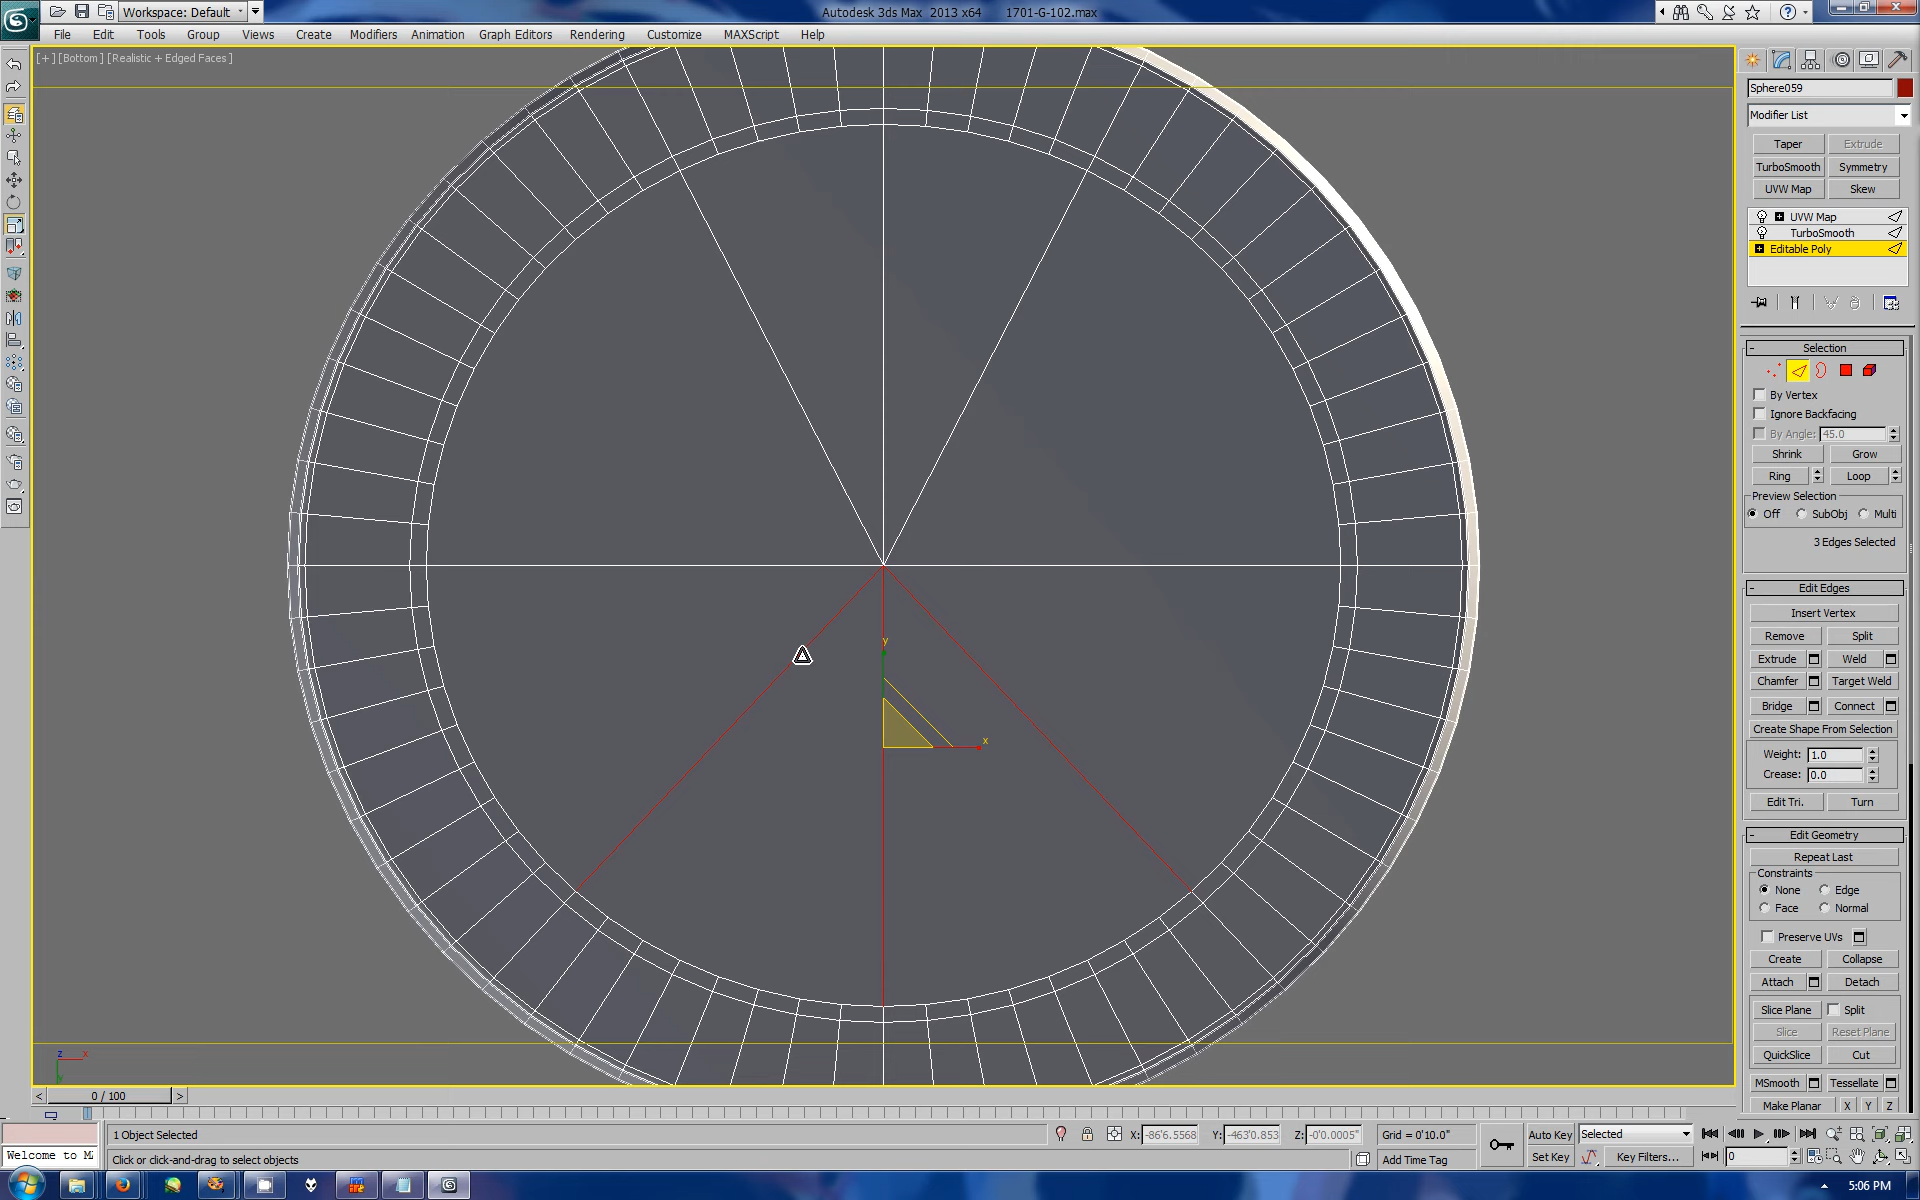 Workspace: Default
Autodesk 3ds Max 2013 x64 1701-G-102.max
File Edit Tools Group Views Create Modifiers Animation Graph Editors Rendering Customize MAXScript Help
[+][Bottom][Realistic + Edged Faces]
Sphere059
Modifier List
Taper Extrude
TurboSmooth Symmetry
UVW Map Skew
UVW Map
TurboSmooth
Editable Poly
- Selection
By Vertex
Ignore Backfacing
By Angle: 45.0
Shrink Grow
Ring Loop
Preview Selection
Off SubObj Multi
3 Edges Selected
- Edit Edges
Insert Vertex
Remove Split
Extrude Weld
Chamfer Target Weld
Bridge Connect
Create Shape From Selection
Weight: 1.0
Crease: 0.0
Edit Tri. Turn
- Edit Geometry
Repeat Last
Constraints
None Edge
Face Normal
Preserve UVs
Create Collapse
Attach Detach
Slice Plane Split
Slice Reset Plane
QuickSlice Cut
MSmooth Tessellate
Make Planar X Y Z
y
x
z x
y
< 0 / 100 >
1 Object Selected
X: -86'6.5568 Y: -463'0.853 Z: -0'0.0005" Grid = 0'10.0"
Auto Key Selected
Welcome to M
Click or click-and-drag to select objects
Add Time Tag
Set Key Key Filters... 0
5:06 PM